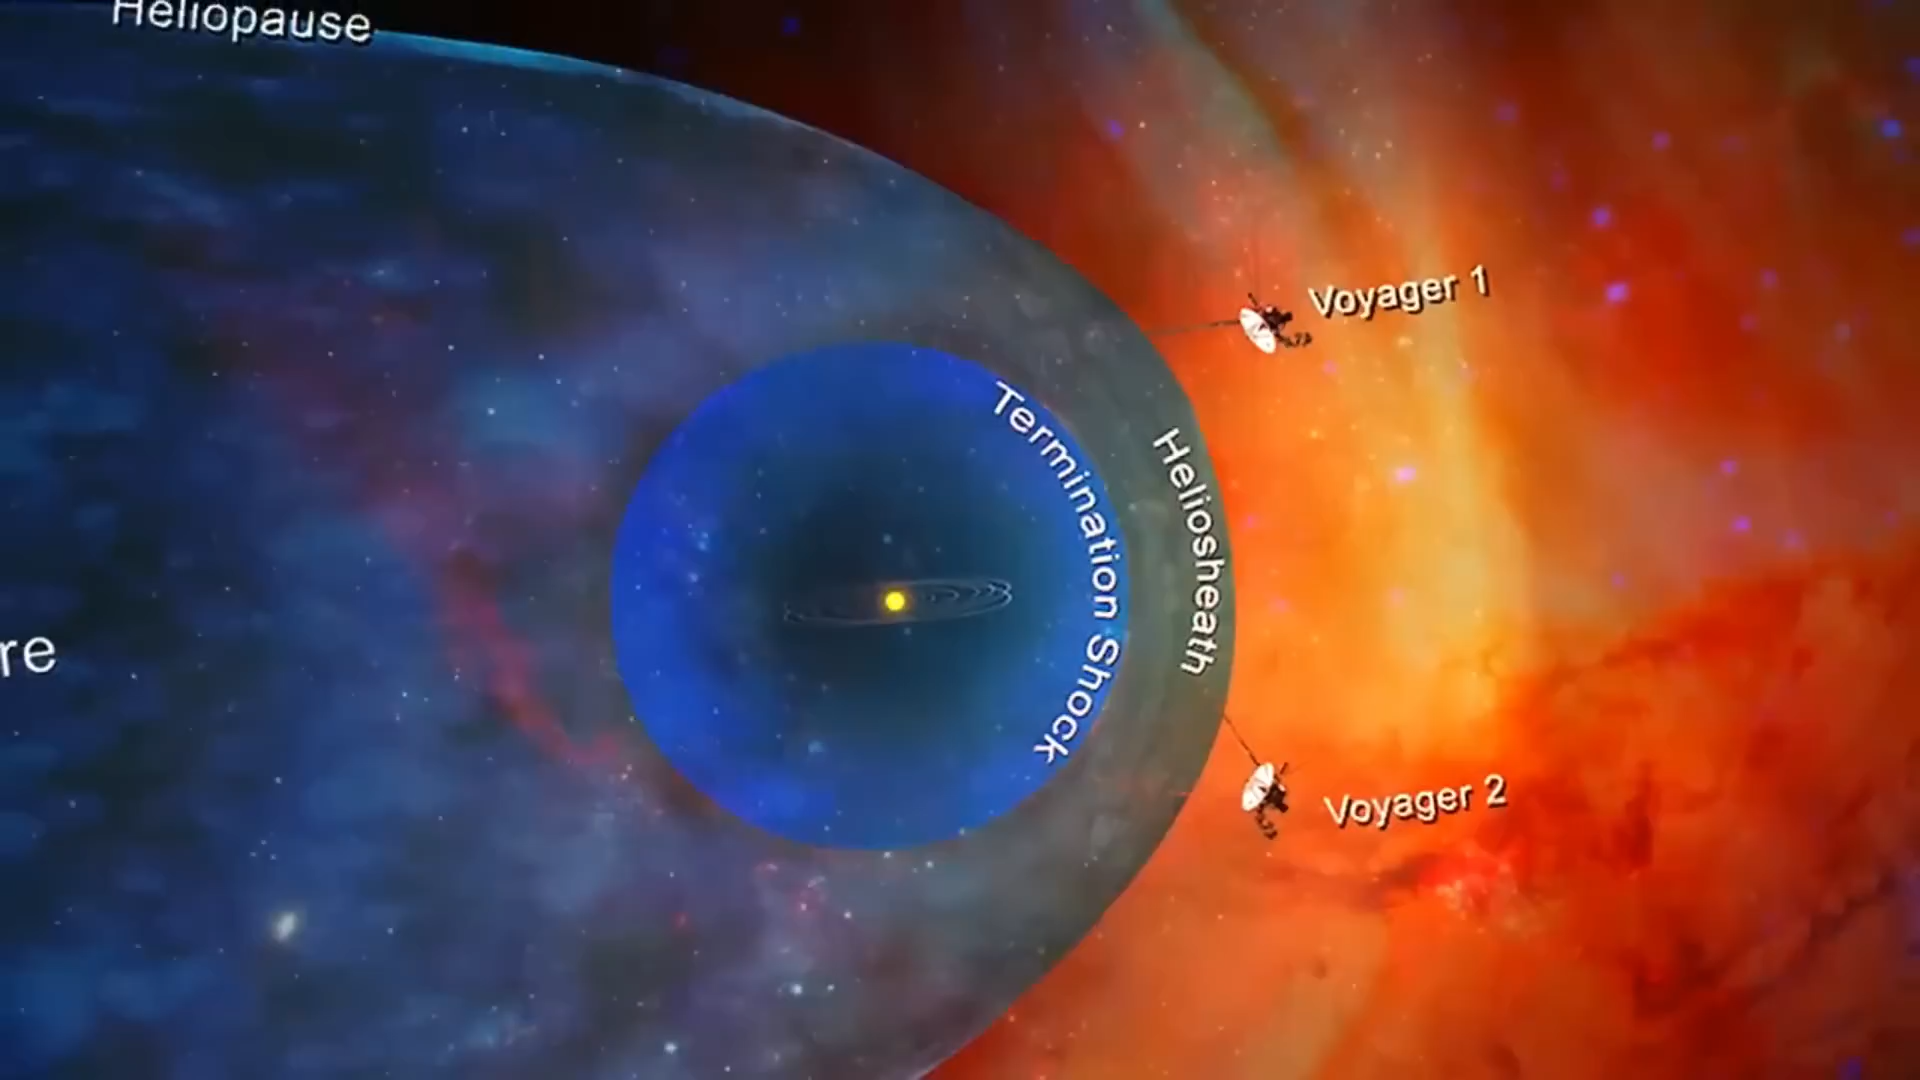 Heliopause
Voyager 1
Termination Shock
Heliosheath
re
Voyager 2